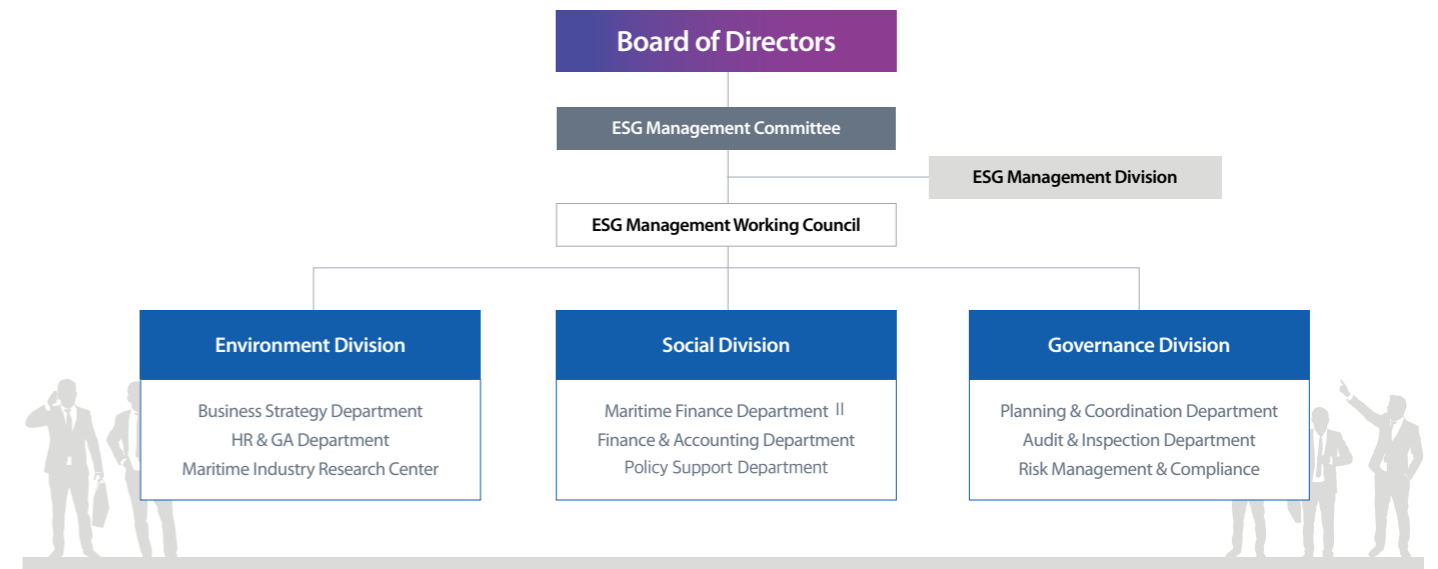 Board of Directors
ESG Management Committee
ESG Management Division
ESG Management Working Council
Environment Division
Business Strategy Department
HR & GA Department
Maritime Industry Research Center
Social Division
Maritime Finance Department II
Finance & Accounting Department
Policy Support Department
Governance Division
Planning & Coordination Department
Audit & Inspection Department
Risk Management & Compliance